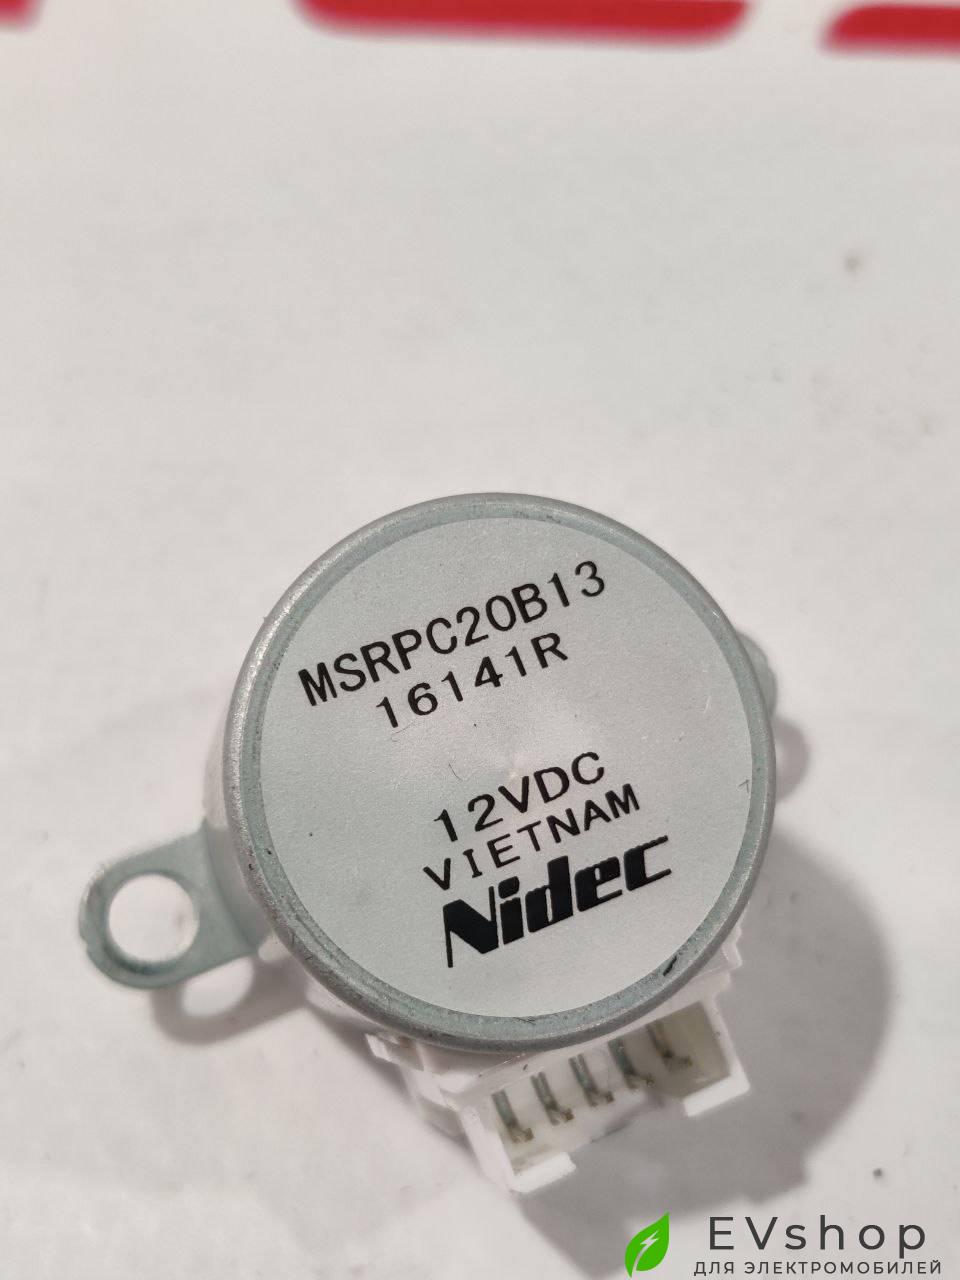 MSRPC20B13
16141R
12VDC
VIETNAM
Nidec
EVshop
ДЛЯ ЭЛЕКТРОМОБИЛЕЙ